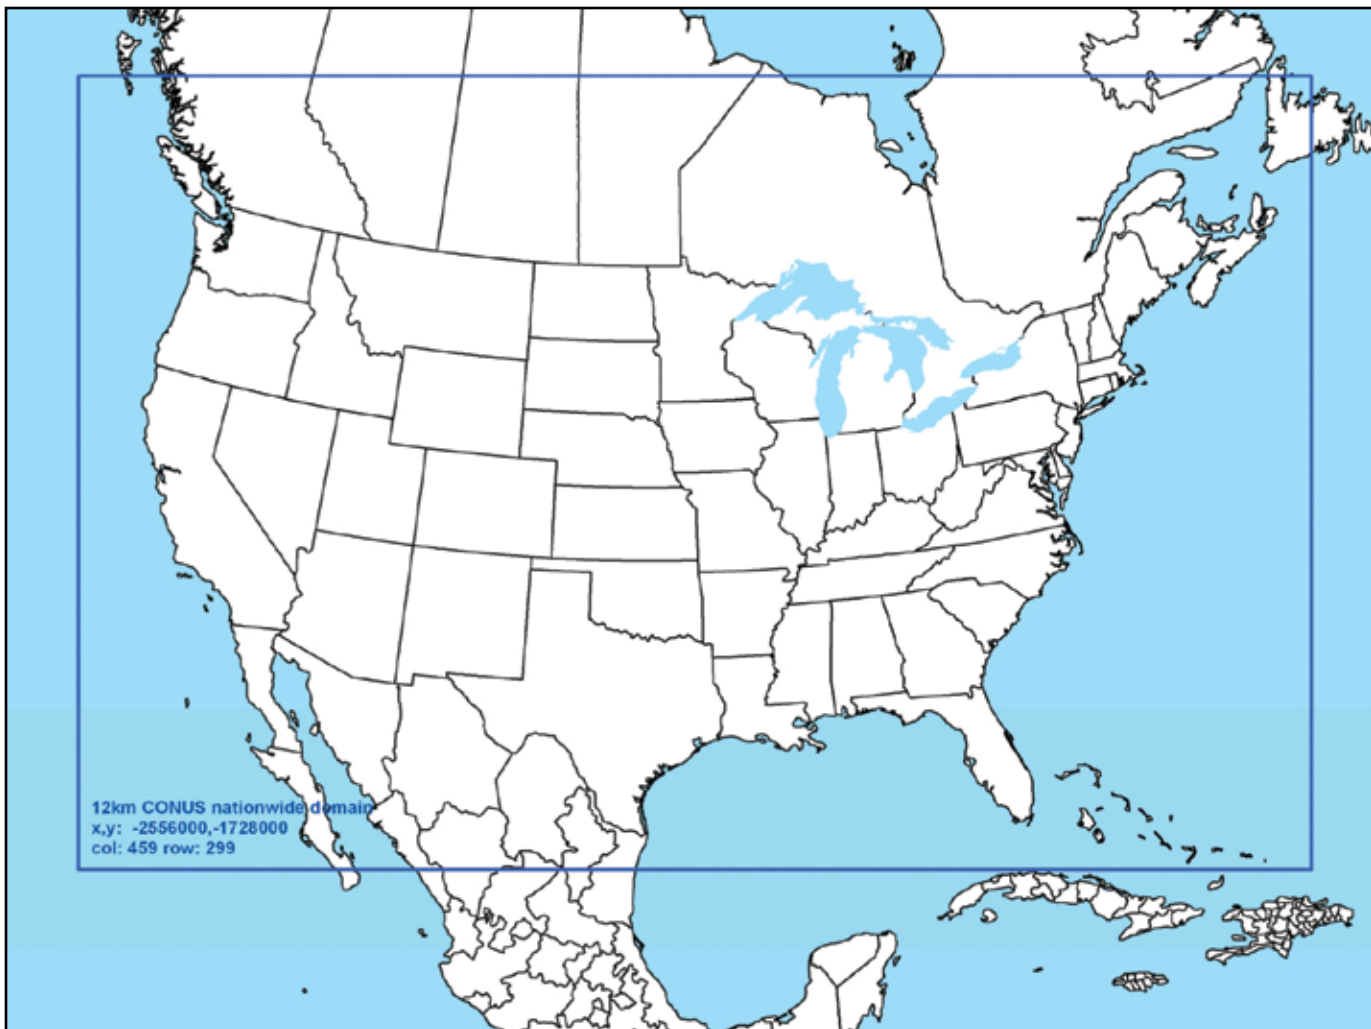 12km CONUS nationwide domain
x,y: -2556000,-1728000
col: 459 row: 299